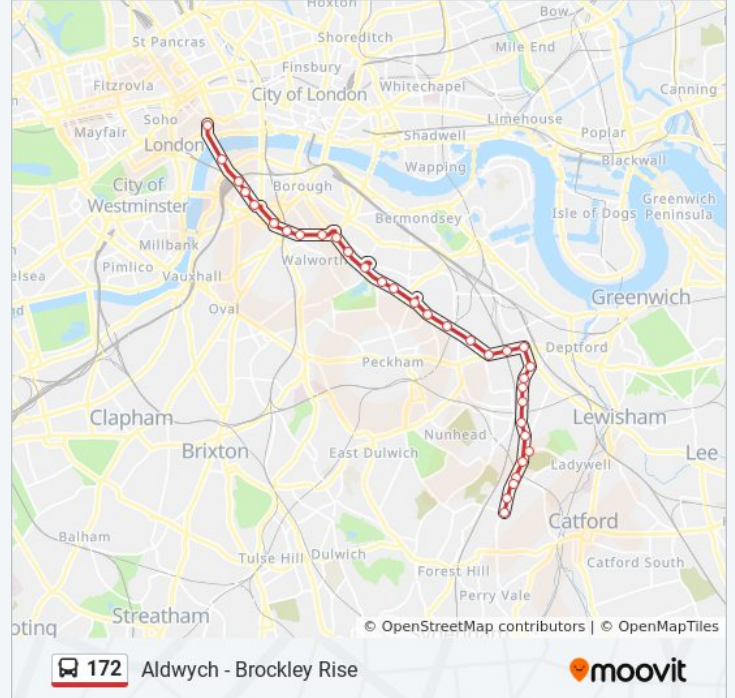 Hoxton
Bow
St Pancras
Shoreditch
Mile End
Finsbury
Fitzrovia
City of London
Whitechapel
Canning
Soho
Limehouse
Mayfair
Shadwell
Poplar
London
Wapping
Blackwall
City of
Westminster
Borough
Greenwich
Peninsula
Bermondsey
Isle of Dogs
Millbank
Walworth
elsea
Pimlico
Vauxhall
Oval
Greenwich
Deptford
Peckham
Clapham
Lewisham
Nunhead
Brixton
East Dulwich
Lee
Ladywell
Catford
Balham
Tulse Hill
Dulwich
Catford South
Forest Hill
Perry Vale
Streatham
oting
© OpenStreetMap contributors | © OpenMapTiles
172 Aldwych - Brockley Rise
moovit